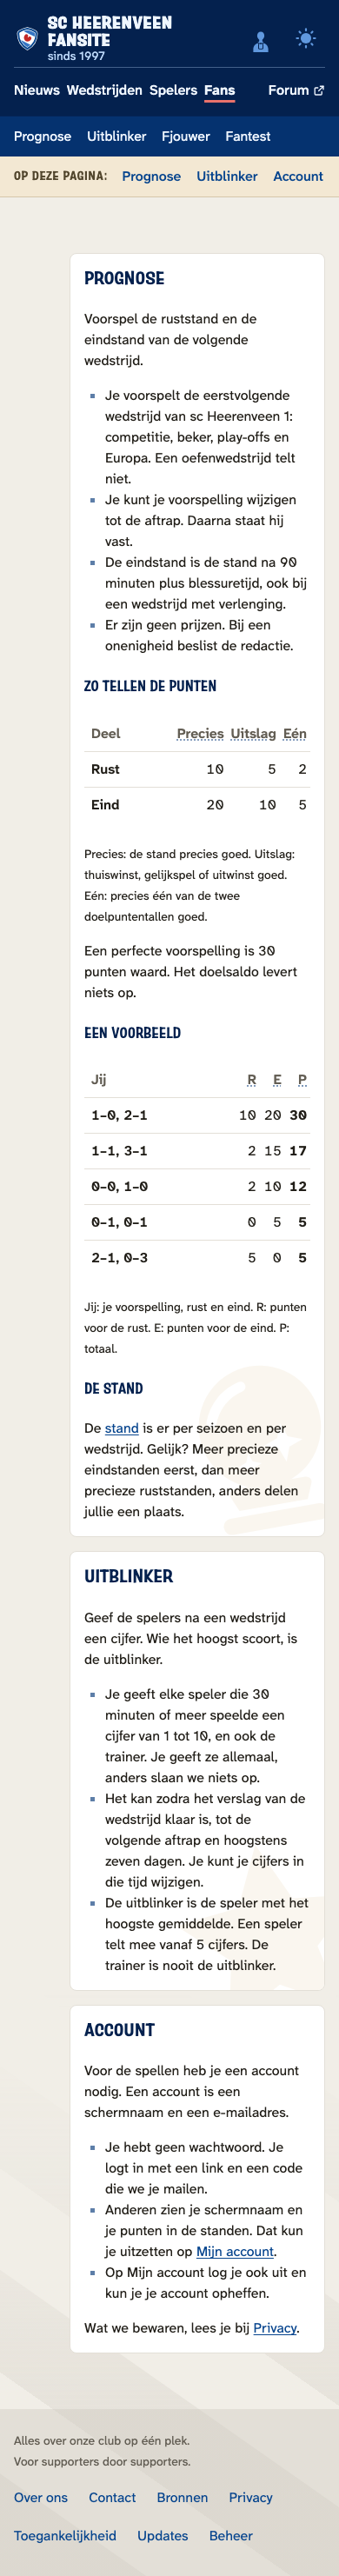 SC HEERENVEEN
FANSITE
sinds 1997
Nieuws Wedstrijden Spelers Fans Forum
Prognose Uitblinker Fjouwer Fantest
OP DEZE PAGINA: Prognose Uitblinker Account
PROGNOSE
Voorspel de ruststand en de
eindstand van de volgende
wedstrijd.
Je voorspelt de eerstvolgende
wedstrijd van sc Heerenveen 1:
competitie, beker, play-offs en
Europa. Een oefenwedstrijd telt
niet.
Je kunt je voorspelling wijzigen
tot de aftrap. Daarna staat hij
vast.
De eindstand is de stand na 90
minuten plus blessuretijd, ook bij
een wedstrijd met verlenging.
Er zijn geen prijzen. Bij een
onenigheid beslist de redactie.
ZO TELLEN DE PUNTEN
Deel Precies Uitslag Eén
Rust 10 5 2
Eind 20 10 5
Precies: de stand precies goed. Uitslag:
thuiswinst, gelijkspel of uitwinst goed.
Eén: precies één van de twee
doelpuntentallen goed.
Een perfecte voorspelling is 30
punten waard. Het doelsaldo levert
niets op.
EEN VOORBEELD
Jij R E P
1–0, 2–1 10 20 30
1–1, 3–1 2 15 17
0–0, 1–0 2 10 12
0–1, 0–1 0 5 5
2–1, 0–3 5 0 5
Jij: je voorspelling, rust en eind. R: punten
voor de rust. E: punten voor de eind. P:
totaal.
DE STAND
De stand is er per seizoen en per
wedstrijd. Gelijk? Meer precieze
eindstanden eerst, dan meer
precieze ruststanden, anders delen
jullie een plaats.
UITBLINKER
Geef de spelers na een wedstrijd
een cijfer. Wie het hoogst scoort, is
de uitblinker.
Je geeft elke speler die 30
minuten of meer speelde een
cijfer van 1 tot 10, en ook de
trainer. Je geeft ze allemaal,
anders slaan we niets op.
Het kan zodra het verslag van de
wedstrijd klaar is, tot de
volgende aftrap en hoogstens
zeven dagen. Je kunt je cijfers in
die tijd wijzigen.
De uitblinker is de speler met het
hoogste gemiddelde. Een speler
telt mee vanaf 5 cijfers. De
trainer is nooit de uitblinker.
ACCOUNT
Voor de spellen heb je een account
nodig. Een account is een
schermnaam en een e-mailadres.
Je hebt geen wachtwoord. Je
logt in met een link en een code
die we je mailen.
Anderen zien je schermnaam en
je punten in de standen. Dat kun
je uitzetten op Mijn account.
Op Mijn account log je ook uit en
kun je je account opheffen.
Wat we bewaren, lees je bij Privacy.
Alles over onze club op één plek.
Voor supporters door supporters.
Over ons Contact Bronnen Privacy
Toegankelijkheid Updates Beheer